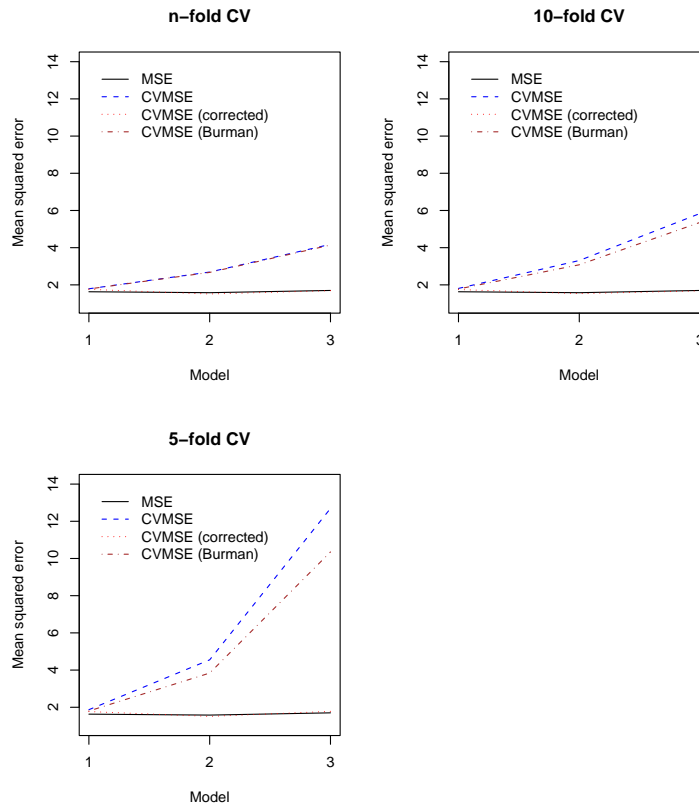 n−fold CV
14
12
10
8
6
4
2
Mean squared error
MSE
CVMSE
CVMSE (corrected)
CVMSE (Burman)
1
2
3
Model
10−fold CV
14
12
10
8
6
4
2
Mean squared error
MSE
CVMSE
CVMSE (corrected)
CVMSE (Burman)
1
2
3
Model
5−fold CV
14
12
10
8
6
4
2
Mean squared error
MSE
CVMSE
CVMSE (corrected)
CVMSE (Burman)
1
2
3
Model